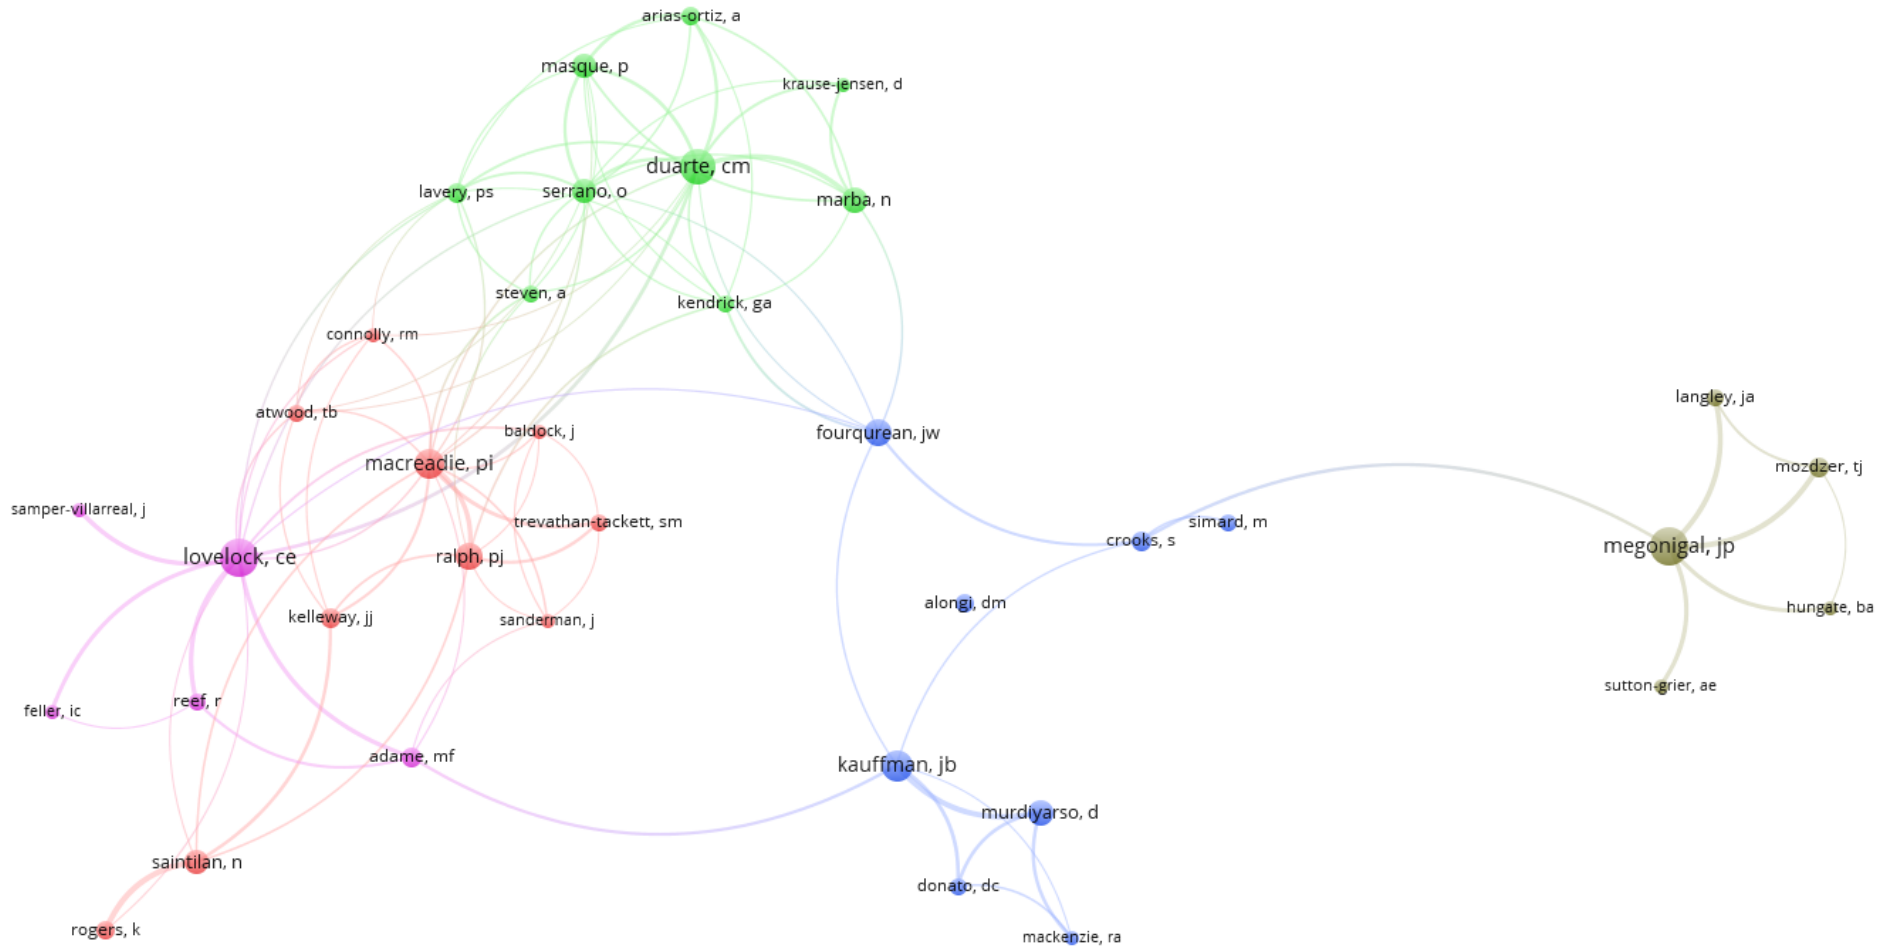 arias-ortiz, a
masque, p
krause-jensen, d
duarte, cm
lavery, ps
serrano, o
marba, n
steven, a
kendrick, ga
connolly, rm
langley, ja
atwood, tb
baldock, j
fourqurean, jw
macreadie, pi
mozdzer, tj
samper-villarreal, j
trevathan-tackett, sm
simard, m
crooks, s
megonigal, jp
lovelock, ce
ralph, pj
alongi, dm
hungate, ba
kelleway, jj
sanderman, j
sutton-grier, ae
reef, r
feller, ic
adame, mf
kauffman, jb
murdiyarso, d
saintilan, n
donato, dc
rogers, k
mackenzie, ra